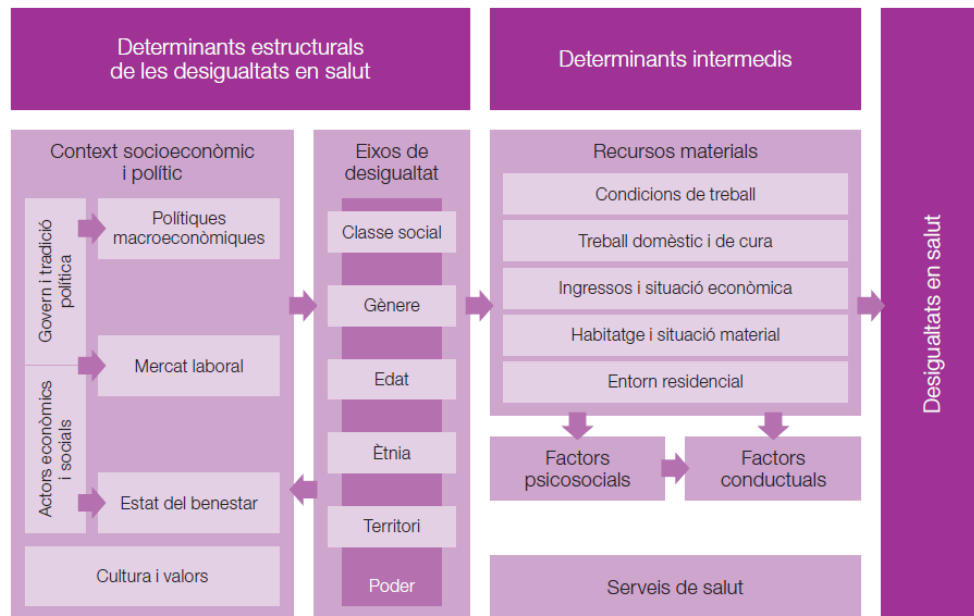 Determinants estructurals
de les desigualtats en salut
Determinants intermedis
Desigualtats en salut
Context socioeconòmic
i polític
Govern i tradició
política
Actors econòmics
i socials
Polítiques
macroeconòmiques
Mercat laboral
Estat del benestar
Cultura i valors
Eixos de
desigualtat
Classe social
Gènere
Edat
Ètnia
Territori
Poder
Recursos materials
Condicions de treball
Treball domèstic i de cura
Ingressos i situació econòmica
Habitatge i situació material
Entorn residencial
Factors
psicosocials
Factors
conductuals
Serveis de salut